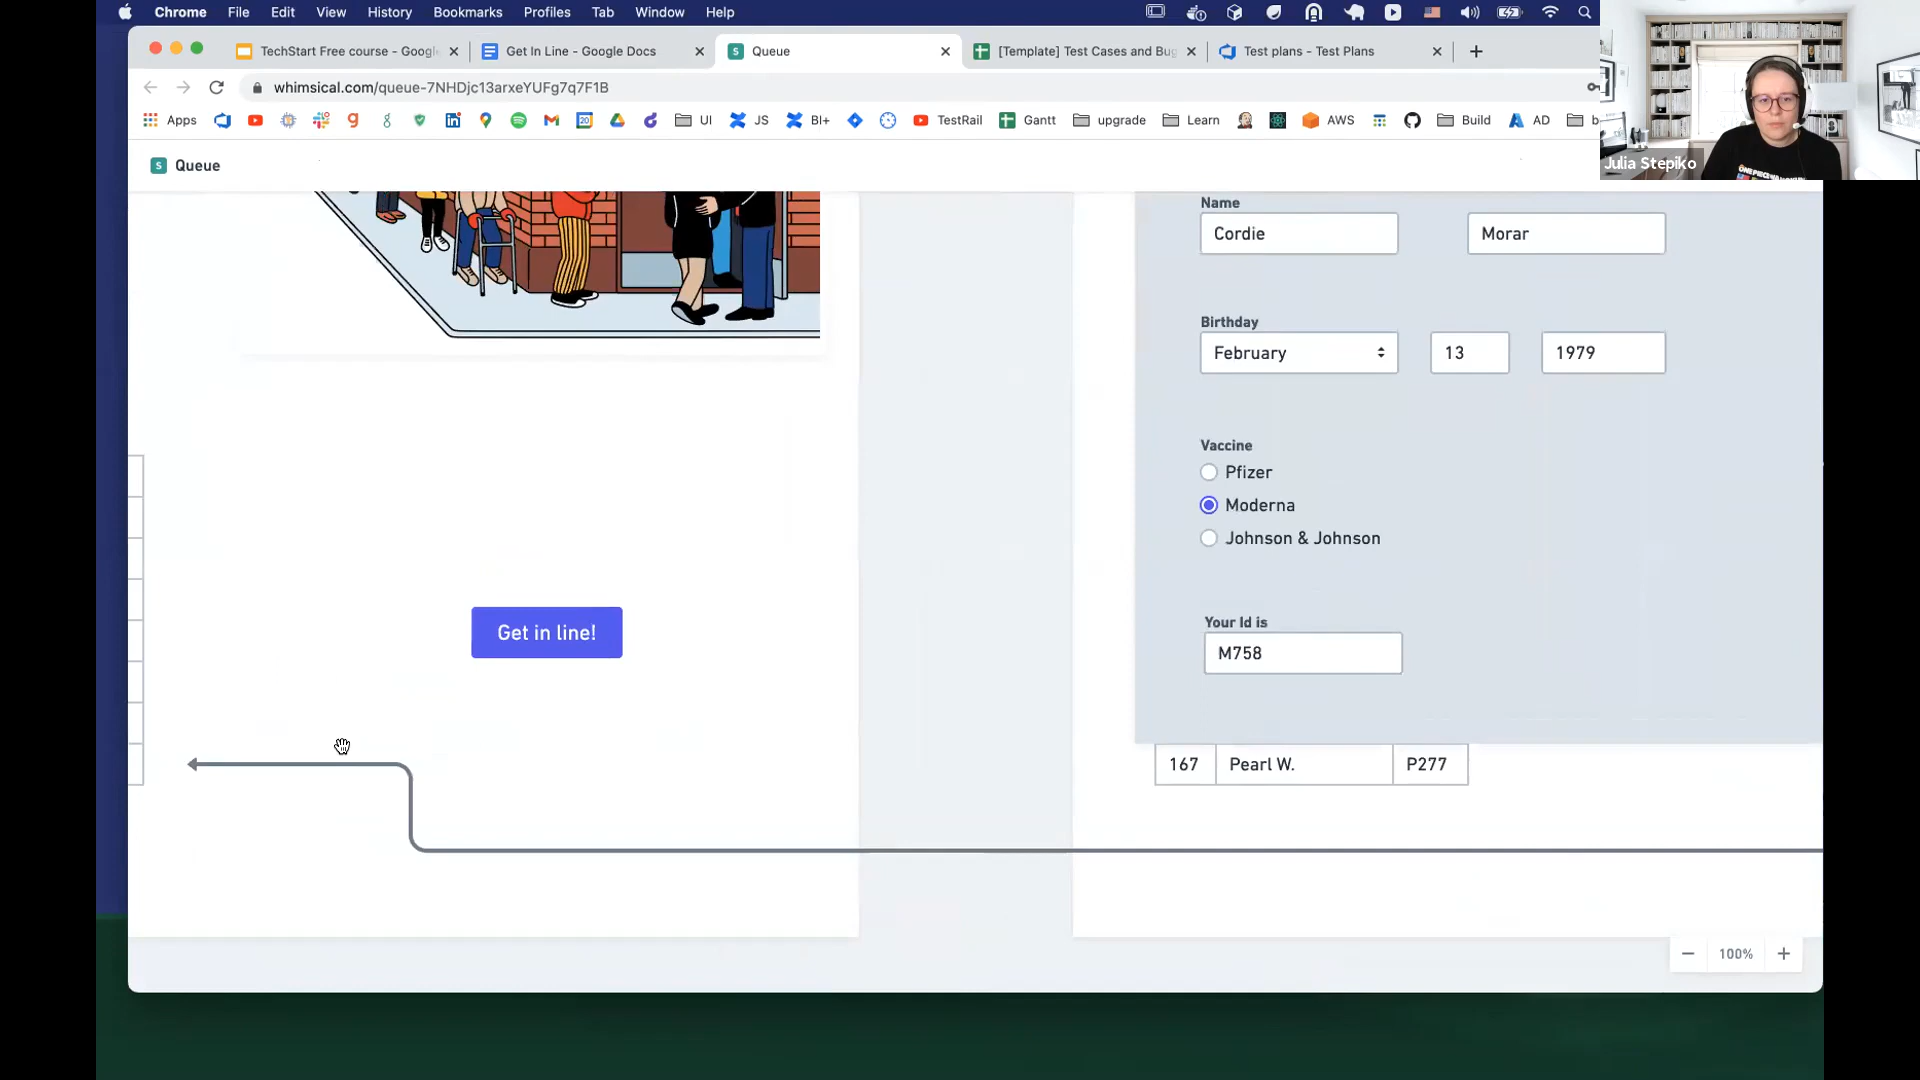 Chrome File Edit View History Bookmarks Profiles Tab Window Help
TechStart Free course - Googl
Get In Line - Google Docs
Queue
[Template] Test Cases and Bug
Test plans - Test Plans
whimsical.com/queue-7NHDjc13arxeYUFg7q7F1B
Apps
UI
JS
BI+
TestRail
Gantt
upgrade
Learn
AWS
Build
AD
b
Queue
Julia Stepiko
Name
Cordie
Morar
Birthday
February
13
1979
Vaccine
Pfizer
Moderna
Johnson & Johnson
Get in line!
Your Id is
M758
167 Pearl W. P277
100%